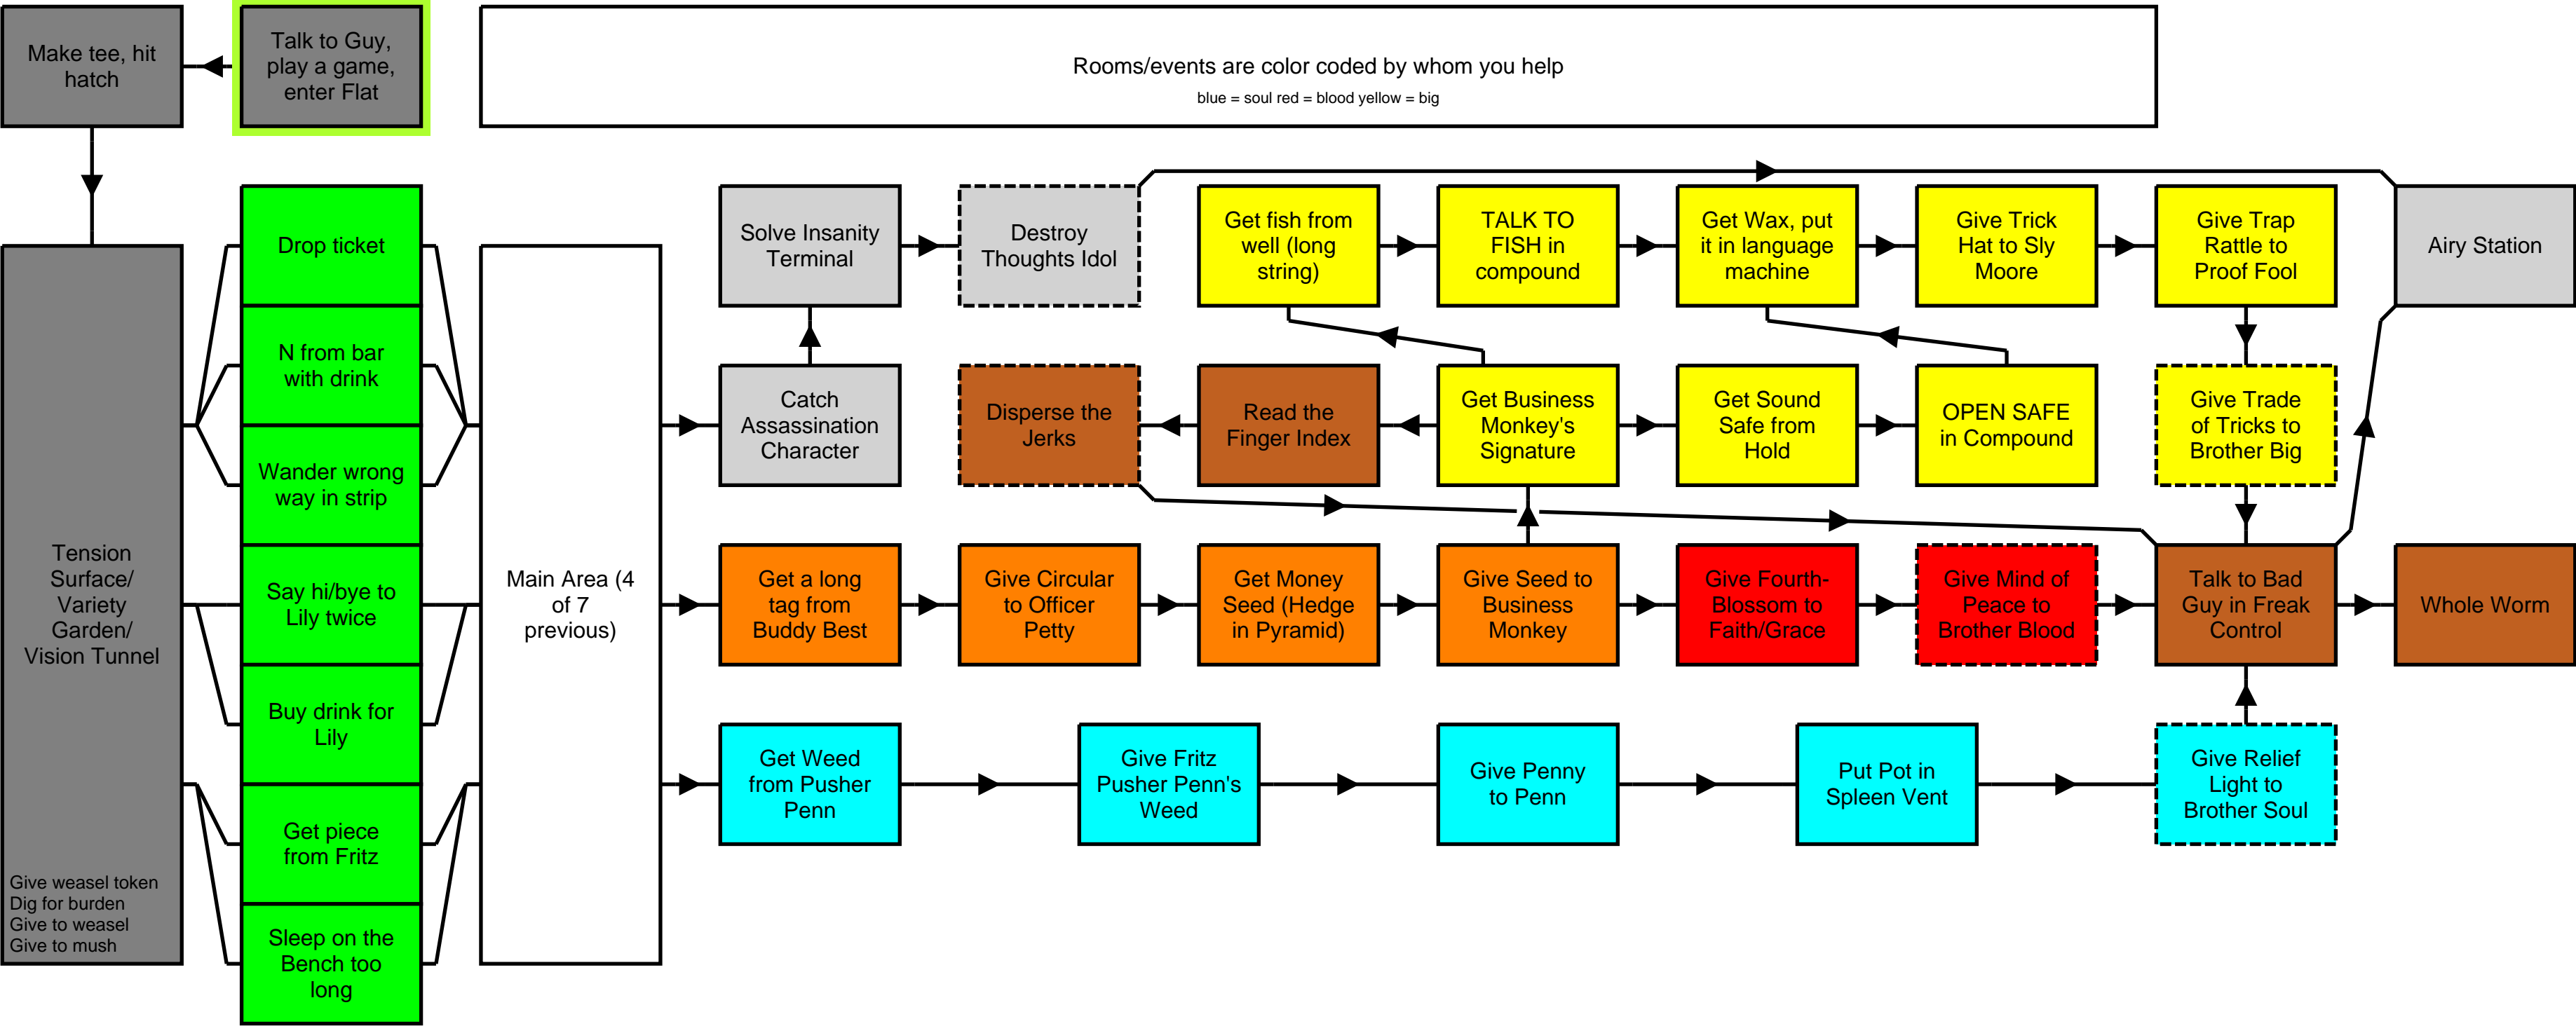 Make tee, hit
hatch
Talk to Guy,
play a game,
enter Flat
Rooms/events are color coded by whom you help
blue = soul red = blood yellow = big
Tension
Surface/
Variety
Garden/
Vision Tunnel
Give weasel token
Dig for burden
Give to weasel
Give to mush
Drop ticket
N from bar
with drink
Wander wrong
way in strip
Say hi/bye to
Lily twice
Buy drink for
Lily
Get piece
from Fritz
Sleep on the
Bench too
long
Main Area (4
of 7
previous)
Solve Insanity
Terminal
Destroy
Thoughts Idol
Get fish from
well (long
string)
TALK TO
FISH in
compound
Get Wax, put
it in language
machine
Give Trick
Hat to Sly
Moore
Give Trap
Rattle to
Proof Fool
Airy Station
Catch
Assassination
Character
Disperse the
Jerks
Read the
Finger Index
Get Business
Monkey's
Signature
Get Sound
Safe from
Hold
OPEN SAFE
in Compound
Give Trade
of Tricks to
Brother Big
Get a long
tag from
Buddy Best
Give Circular
to Officer
Petty
Get Money
Seed (Hedge
in Pyramid)
Give Seed to
Business
Monkey
Give Fourth-
Blossom to
Faith/Grace
Give Mind of
Peace to
Brother Blood
Talk to Bad
Guy in Freak
Control
Whole Worm
Get Weed
from Pusher
Penn
Give Fritz
Pusher Penn's
Weed
Give Penny
to Penn
Put Pot in
Spleen Vent
Give Relief
Light to
Brother Soul